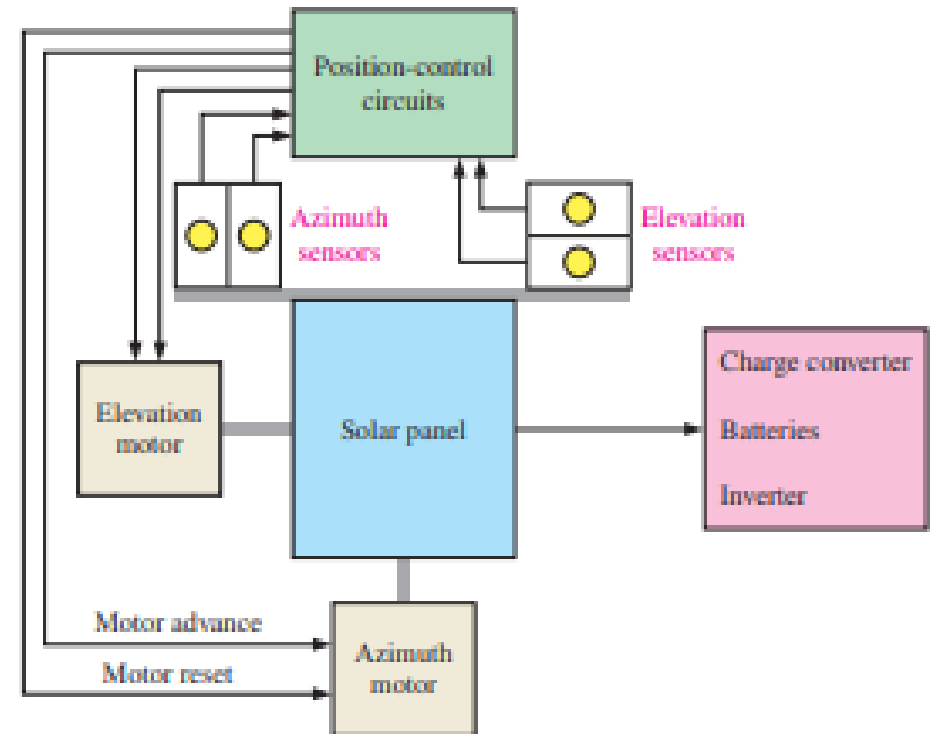 Position-control
circuits
Azimuth
sensors
Elevation
sensors
Elevation
motor
Solar panel
Charge converter
Batteries
Inverter
Motor advance
Motor reset
Azimuth
motor